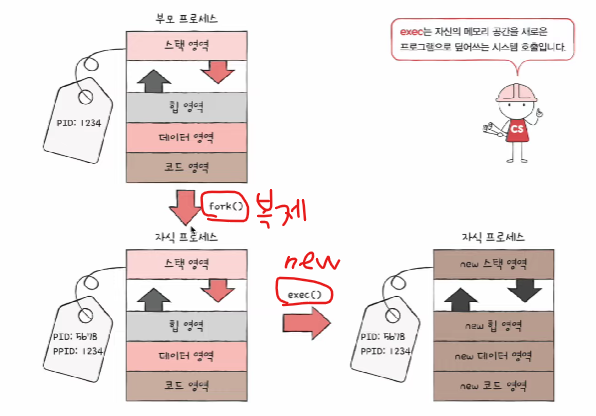 부모 프로세스
스택 영역
힙 영역
데이터 영역
코드 영역
PID: 1234
exec는 자신의 메모리 공간을 새로운
프로그램으로 덮어쓰는 시스템 호출입니다.
CS
fork() 복제
자식 프로세스
스택 영역
힙 영역
데이터 영역
코드 영역
PID: 5678
PPID: 1234
new
exec()
자식 프로세스
new 스택 영역
new 힙 영역
new 데이터 영역
new 코드 영역
PID: 5678
PPID: 1234